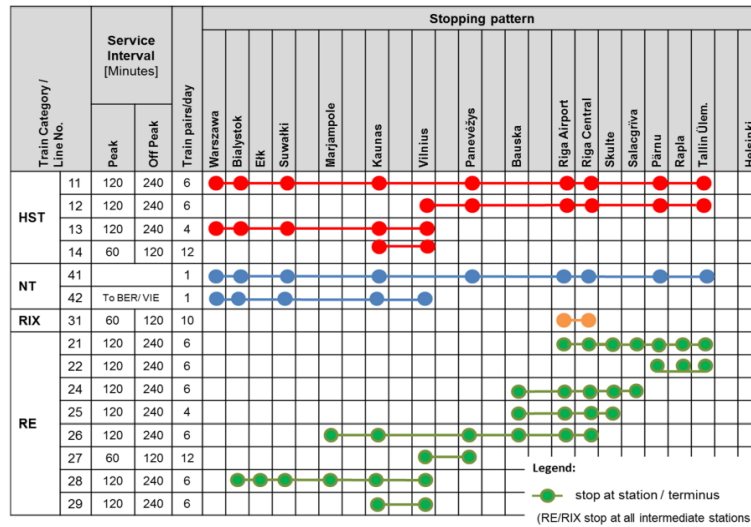 Stopping pattern
Train Category / Line No.
Service Interval [Minutes]
Peak
Off Peak
Train pairs/day
Warszawa
Bialystok
Ełk
Suwałki
Marjampole
Kaunas
Vilnius
Panevėžys
Bauska
Riga Airport
Riga Central
Skulte
Salacgrīva
Pärnu
Rapla
Tallin Ülem.
Helsinki
HST
11 120 240 6
12 120 240 6
13 120 240 4
14 60 120 12
NT
41 1
42 To BER/ VIE 1
RIX
31 60 120 10
RE
21 120 240 6
22 120 240 6
24 120 240 6
25 120 240 4
26 120 240 6
27 60 120 12
28 120 240 6
29 120 240 6
Legend:
stop at station / terminus
(RE/RIX stop at all intermediate stations